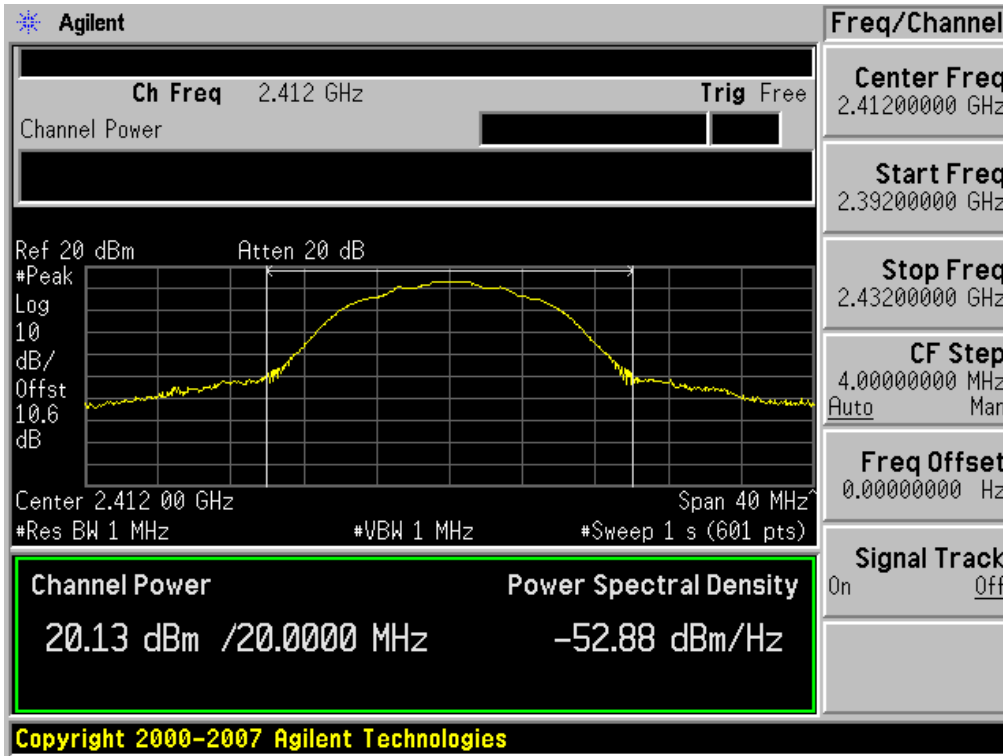 Agilent
Freq/Channel
Ch Freq 2.412 GHz Trig Free
Channel Power
Center Freq
2.41200000 GHz
Start Freq
2.39200000 GHz
Stop Freq
2.43200000 GHz
CF Step
4.00000000 MHz
Auto Man
Freq Offset
0.00000000 Hz
Signal Track
On Off
Ref 20 dBm Atten 20 dB
#Peak
Log
10
dB/
Offst
10.6
dB
Center 2.412 00 GHz Span 40 MHz^
#Res BW 1 MHz #VBW 1 MHz #Sweep 1 s (601 pts)
Channel Power Power Spectral Density
20.13 dBm /20.0000 MHz -52.88 dBm/Hz
Copyright 2000-2007 Agilent Technologies